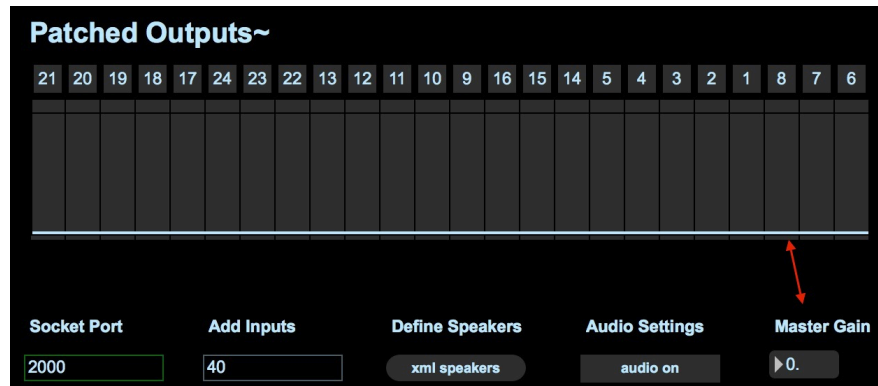 Patched Outputs~
21 20 19 18 17 24 23 22 13 12 11 10 9 16 15 14 5 4 3 2 1 8 7 6
Socket Port Add Inputs Define Speakers Audio Settings Master Gain
2000 40 xml speakers audio on 0.